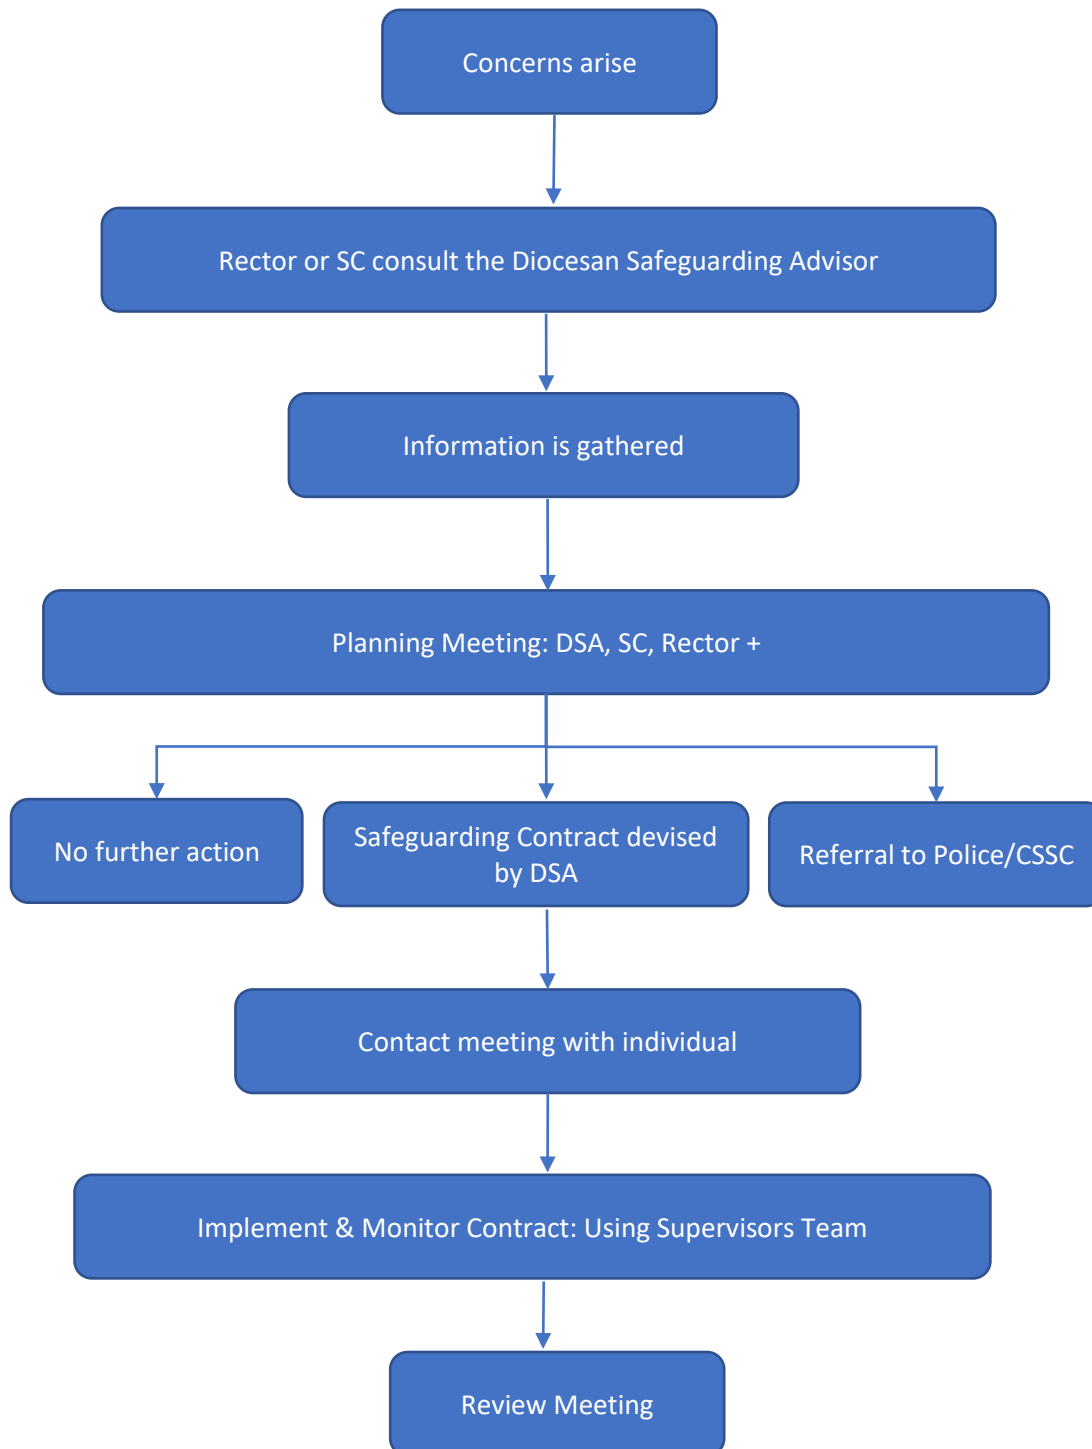 Concerns arise
Rector or SC consult the Diocesan Safeguarding Advisor
Information is gathered
Planning Meeting: DSA, SC, Rector +
No further action
Safeguarding Contract devised
by DSA
Referral to Police/CSSC
Contact meeting with individual
Implement & Monitor Contract: Using Supervisors Team
Review Meeting